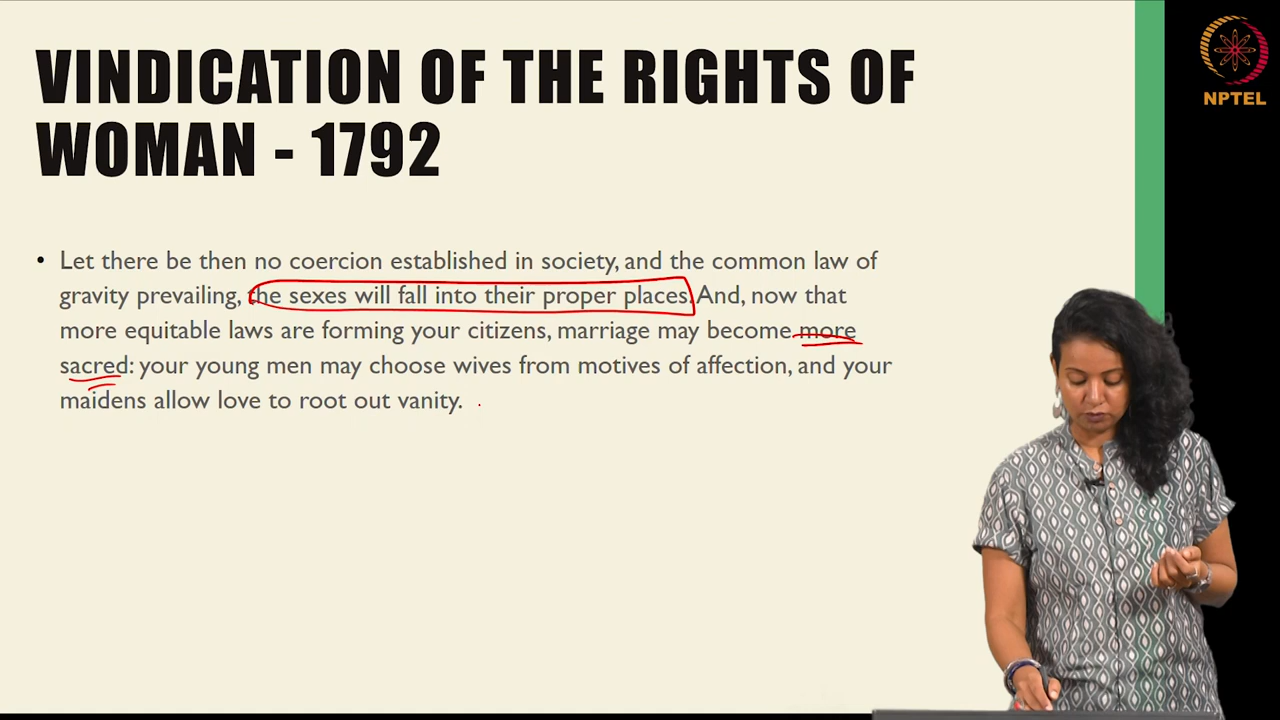 VINDICATION OF THE RIGHTS OF
WOMAN - 1792
NPTEL
• Let there be then no coercion established in society, and the common law of
gravity prevailing, the sexes will fall into their proper places. And, now that
more equitable laws are forming your citizens, marriage may become more
sacred: your young men may choose wives from motives of affection, and your
maidens allow love to root out vanity.